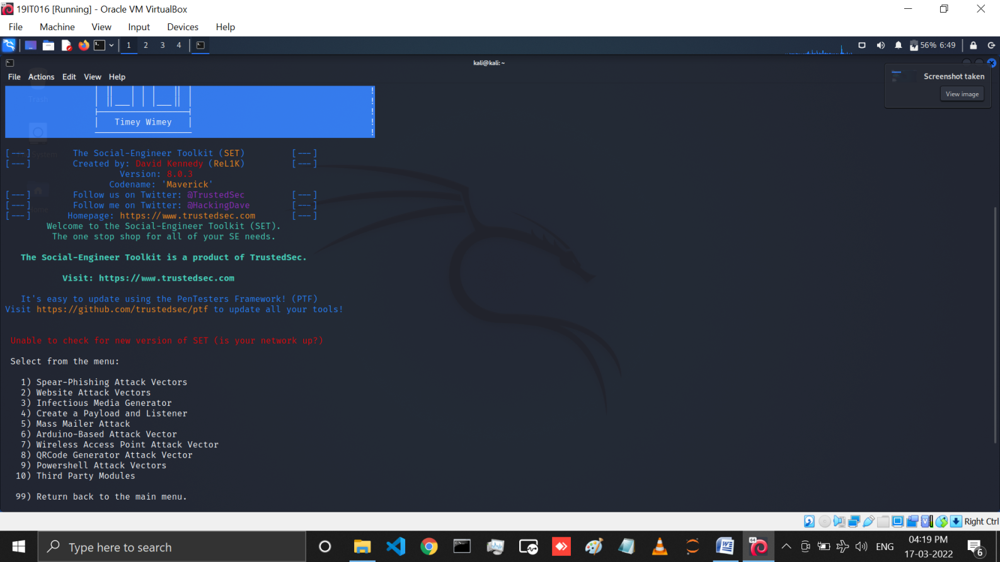 19IT016 [Running] - Oracle VM VirtualBox
File Machine View Input Devices Help
1 2 3 4
56% 6:49
kali@kali: ~
File Actions Edit View Help
Screenshot taken
View image
Timey Wimey
[---] The Social-Engineer Toolkit (SET) [---]
[---] Created by: David Kennedy (ReL1K) [---]
Version: 8.0.3
Codename: 'Maverick'
[---] Follow us on Twitter: @TrustedSec [---]
[---] Follow me on Twitter: @HackingDave [---]
[---] Homepage: https://www.trustedsec.com [---]
Welcome to the Social-Engineer Toolkit (SET).
The one stop shop for all of your SE needs.
The Social-Engineer Toolkit is a product of TrustedSec.
Visit: https://www.trustedsec.com
It's easy to update using the PenTesters Framework! (PTF)
Visit https://github.com/trustedsec/ptf to update all your tools!
Unable to check for new version of SET (is your network up?)
Select from the menu:
1) Spear-Phishing Attack Vectors
2) Website Attack Vectors
3) Infectious Media Generator
4) Create a Payload and Listener
5) Mass Mailer Attack
6) Arduino-Based Attack Vector
7) Wireless Access Point Attack Vector
8) QRCode Generator Attack Vector
9) Powershell Attack Vectors
10) Third Party Modules
99) Return back to the main menu.
Right Ctrl
Type here to search
ENG
04:19 PM
17-03-2022
6